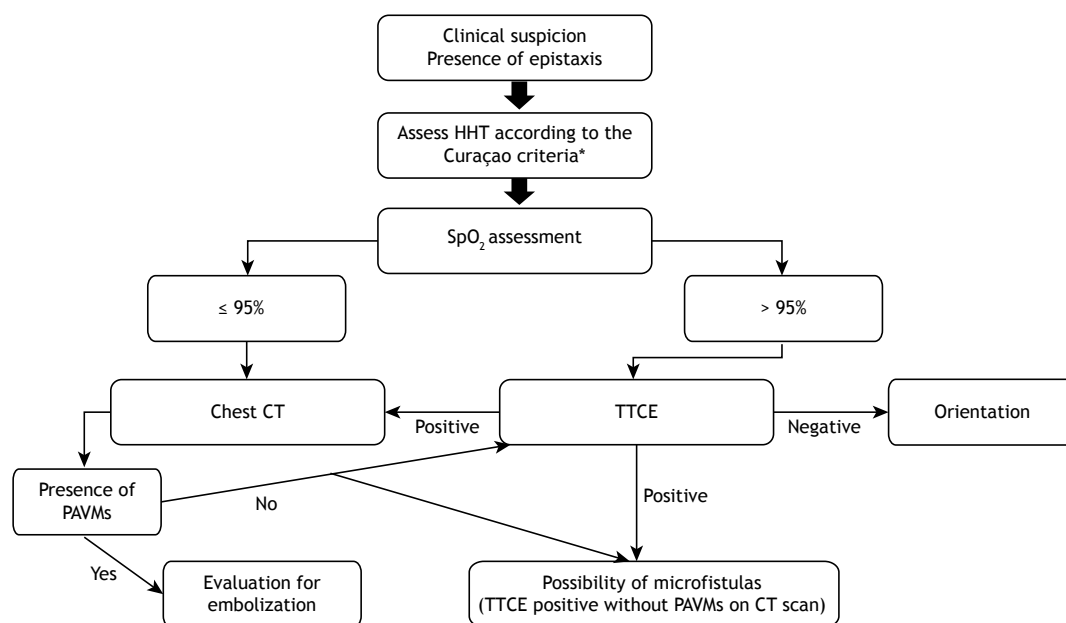 Clinical suspicion
Presence of epistaxis
Assess HHT according to the
Curaçao criteria*
SpO₂ assessment
≤ 95%
> 95%
Chest CT
Positive
TTCE
Negative
Orientation
Presence of
PAVMs
No
Positive
Yes
Evaluation for
embolization
Possibility of microfistulas
(TTCE positive without PAVMs on CT scan)